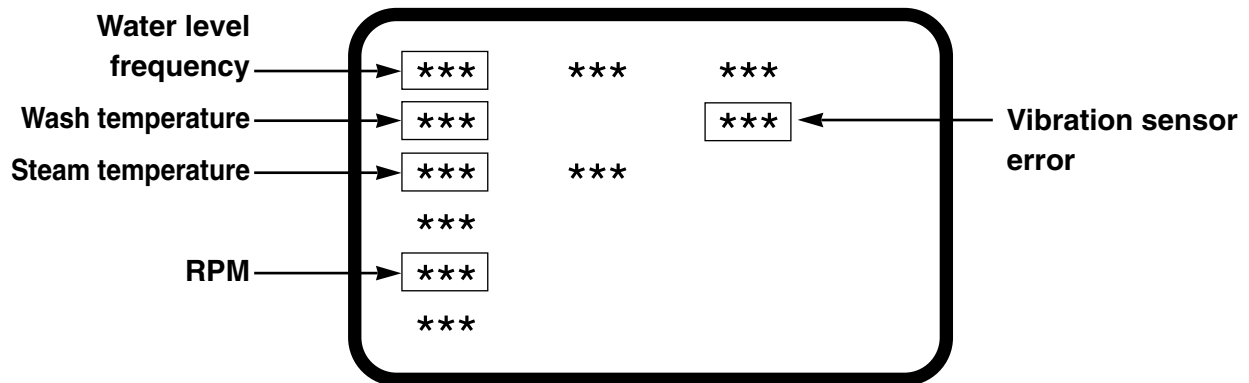 Water level
frequency
*** *** ***
Wash temperature
*** ***
Vibration sensor
error
Steam temperature
*** ***
***
RPM
***
***